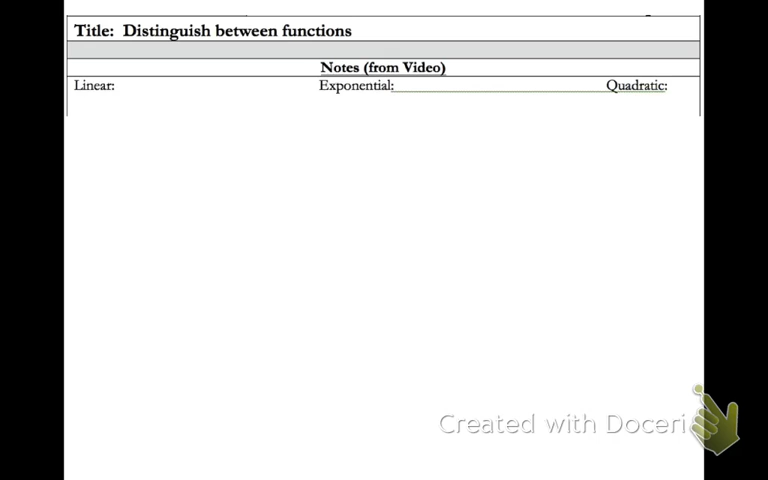 Title: Distinguish between functions
Notes (from Video)
Linear: Exponential: Quadratic:
Created with Doceri